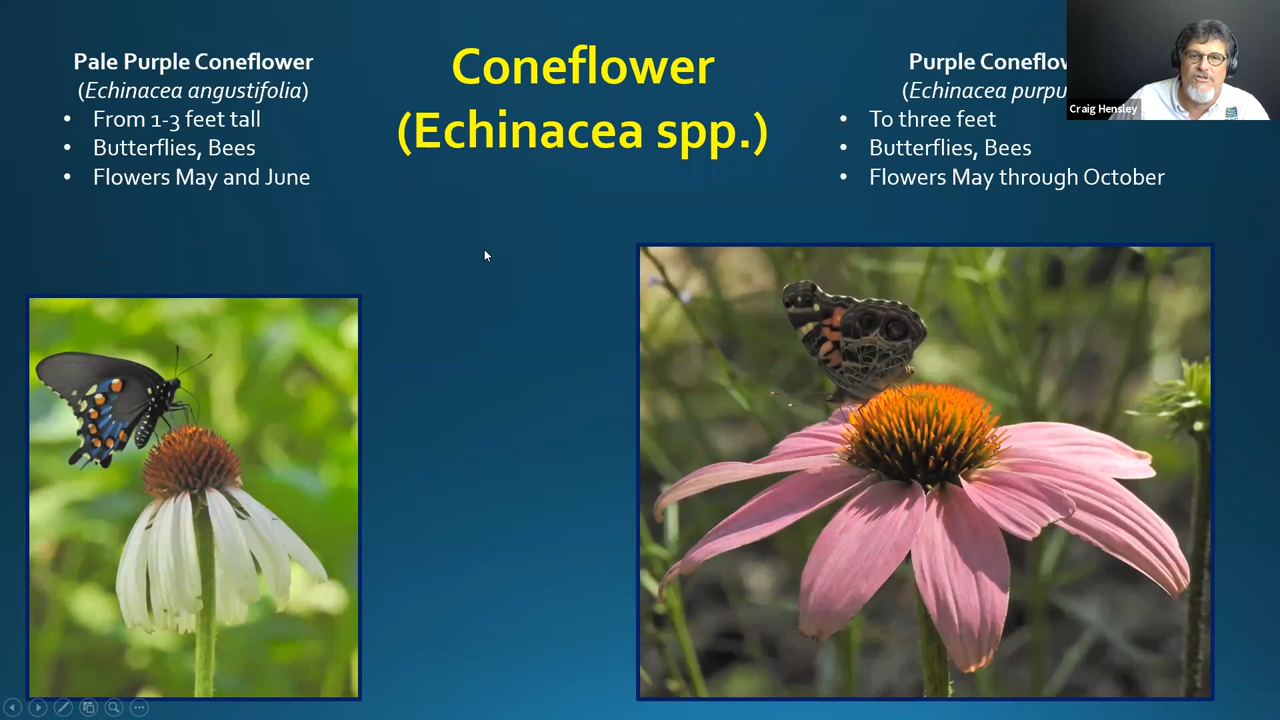 Pale Purple Coneflower
(Echinacea angustifolia)
• From 1-3 feet tall
• Butterflies, Bees
• Flowers May and June
Coneflower
(Echinacea spp.)
Purple
• To three feet
• Butterflies, Bees
• Flowers May through October
Craig Hensley